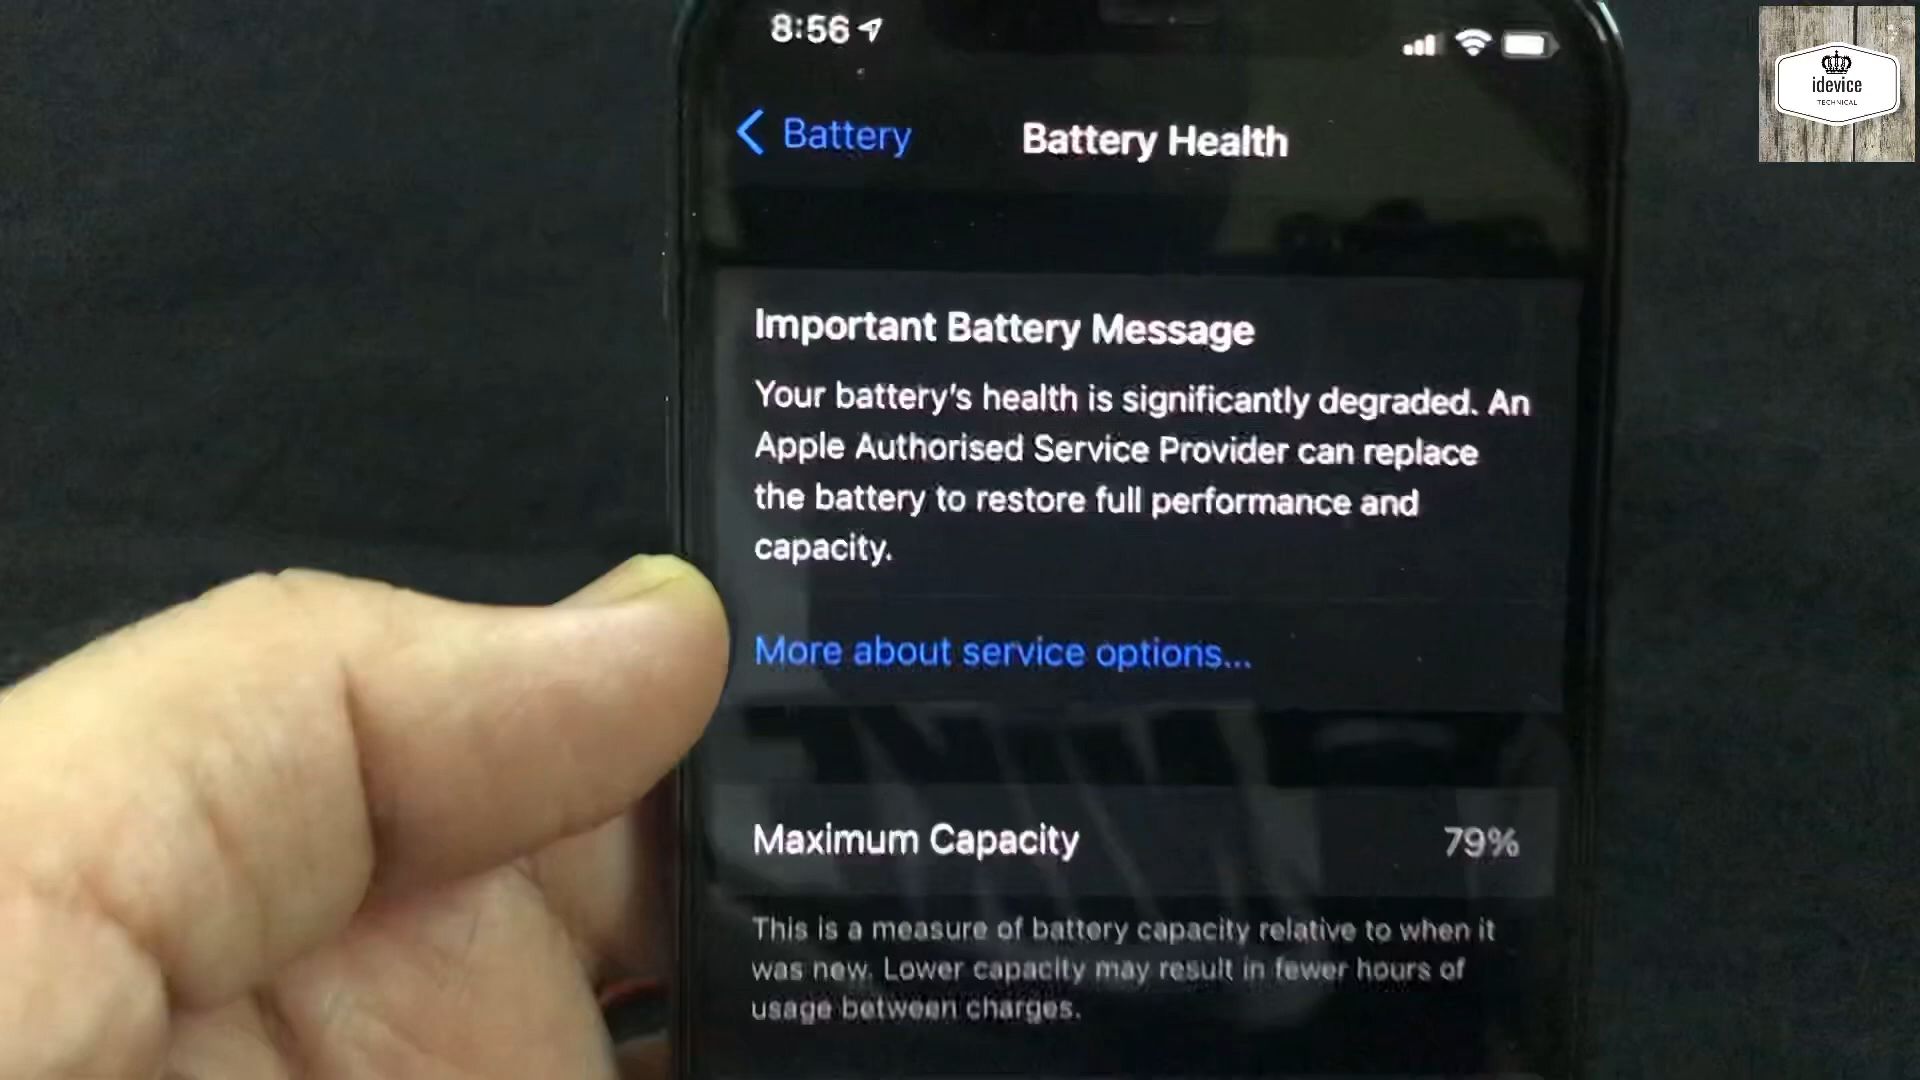 8:56
idevice
TECHNICAL
Battery
Battery Health
Important Battery Message
Your battery's health is significantly degraded. An
Apple Authorised Service Provider can replace
the battery to restore full performance and
capacity.
More about service options...
Maximum Capacity 79%
This is a measure of battery capacity relative to when it
was new. Lower capacity may result in fewer hours of
usage between charges.